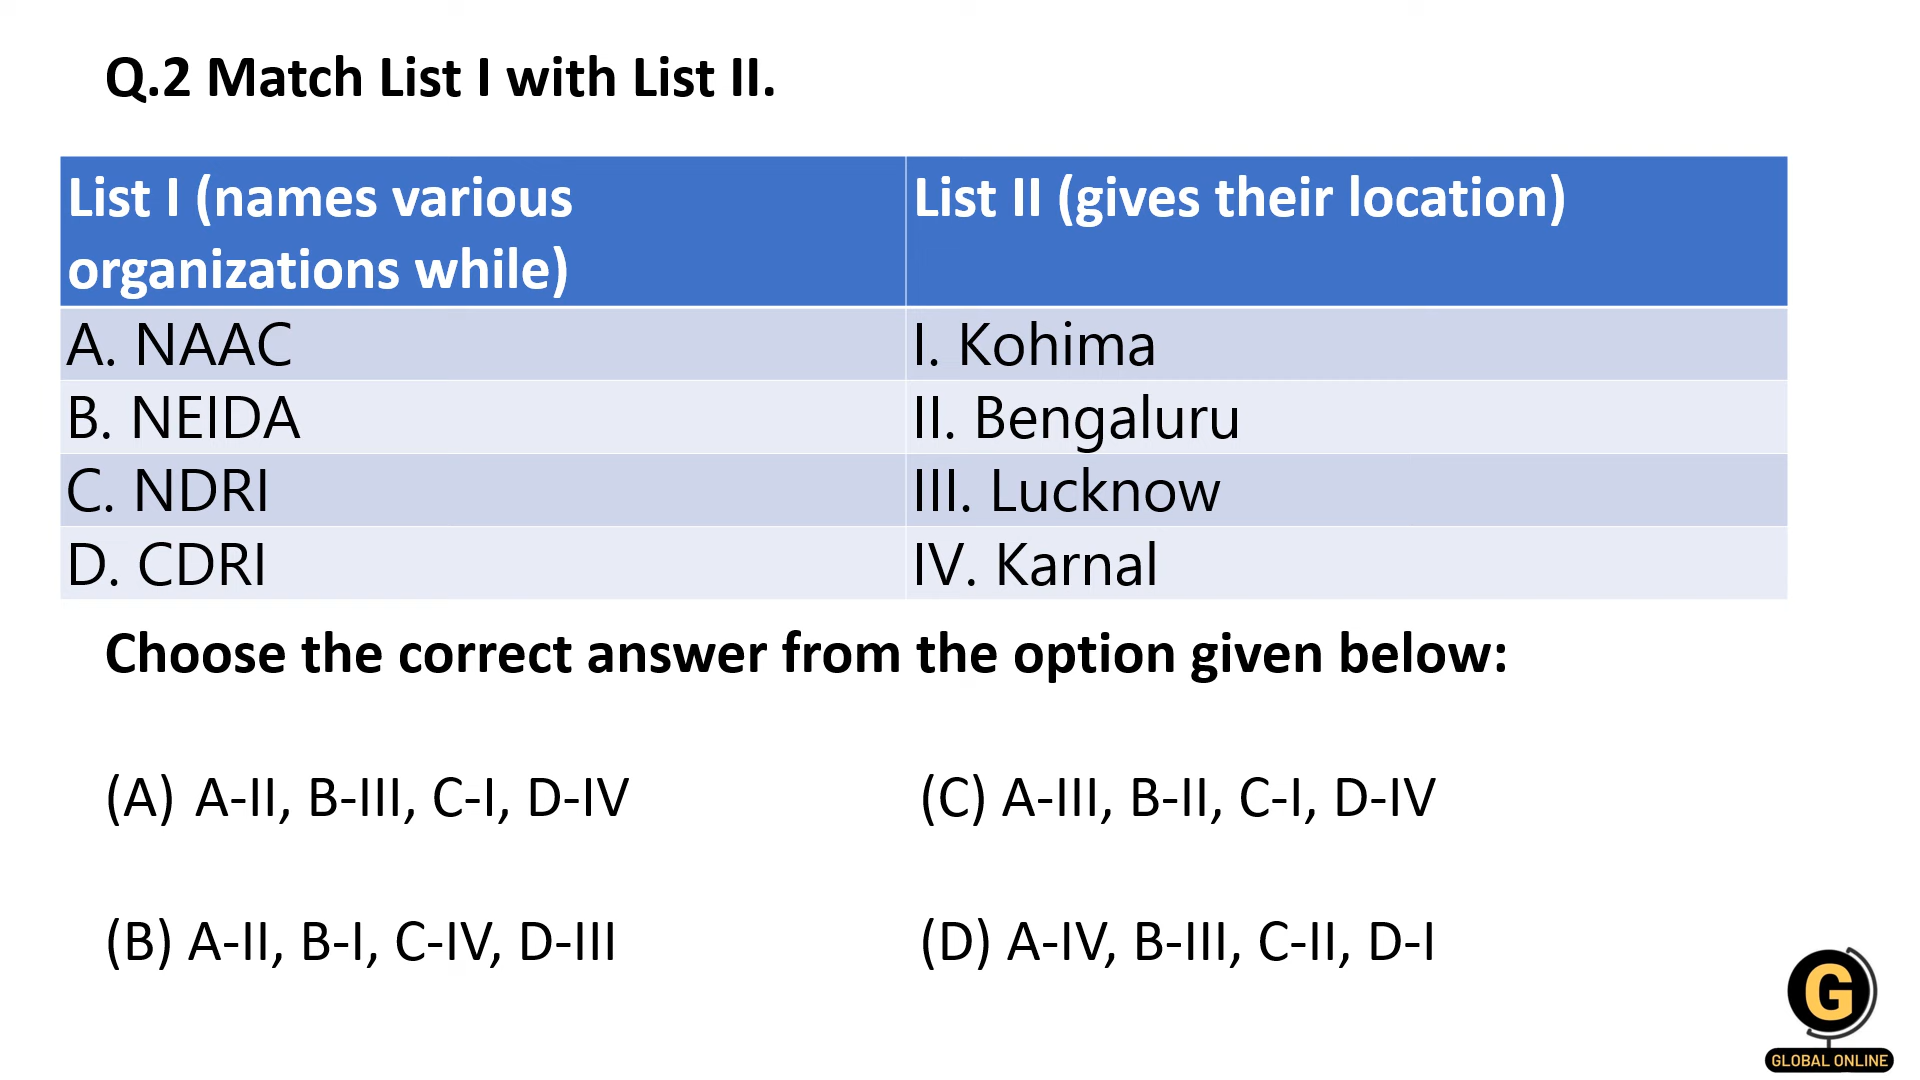 Q.2 Match List I with List II.
List I (names various
organizations while)
List II (gives their location)
A. NAAC
I. Kohima
B. NEIDA
II. Bengaluru
C. NDRI
III. Lucknow
D. CDRI
IV. Karnal
Choose the correct answer from the option given below:
(A) A-II, B-III, C-I, D-IV
(C) A-III, B-II, C-I, D-IV
(B) A-II, B-I, C-IV, D-III
(D) A-IV, B-III, C-II, D-I
G
GLOBAL ONLINE